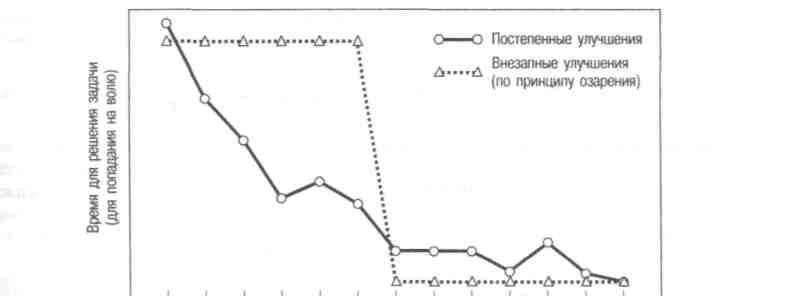 Постепенные улучшения
Внезапные улучшения
(по принципу озарения)
Время для решения задачи
(для попадания на волю)